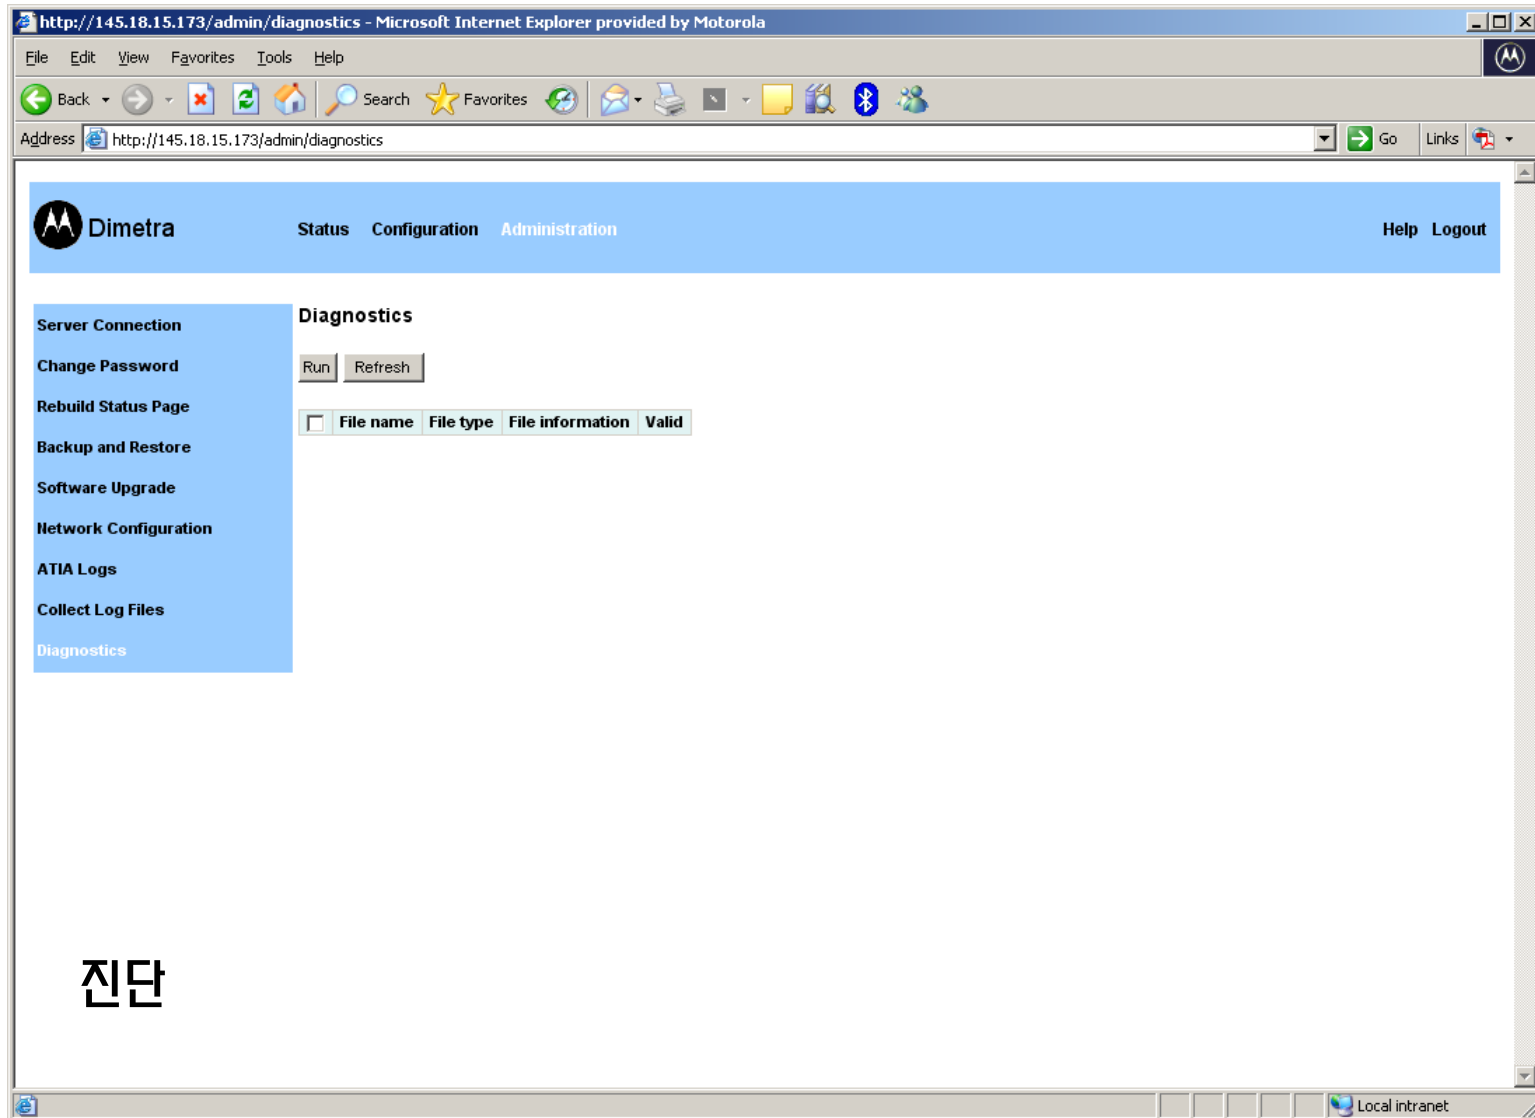 http://145.18.15.173/admin/diagnostics - Microsoft Internet Explorer provided by Motorola
File Edit View Favorites Tools Help
Back Search Favorites
Address http://145.18.15.173/admin/diagnostics Go Links
Dimetra Status Configuration Administration Help Logout
Server Connection
Change Password
Rebuild Status Page
Backup and Restore
Software Upgrade
Network Configuration
ATIA Logs
Collect Log Files
Diagnostics
Diagnostics
Run Refresh
File name File type File information Valid
진단
Local intranet